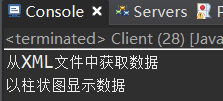 Console Servers Pr
<terminated> Client (28) [Java
从XML文件中获取数据
以柱状图显示数据